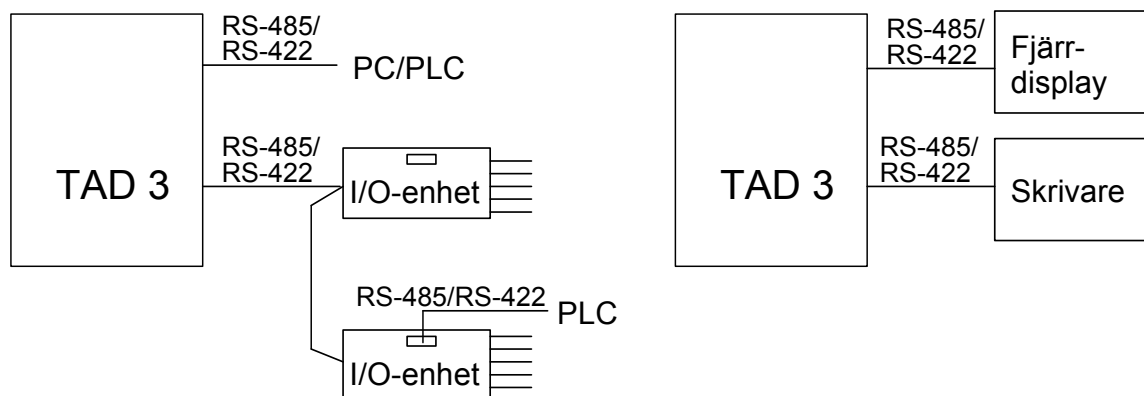 RS-485/
RS-422
PC/PLC
TAD 3
RS-485/
RS-422
I/O-enhet
RS-485/RS-422
PLC
I/O-enhet
RS-485/
RS-422
Fjärr-
display
TAD 3
RS-485/
RS-422
Skrivare